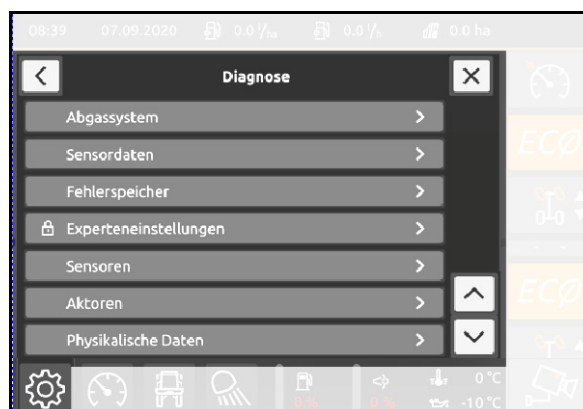 08:39 07.09.2020 0.0 l/ha 0.0 l/h 0.0 ha
Diagnose
Abgassystem
Sensordaten
Fehlerspeicher
Experteneinstellungen
Sensoren
Aktoren
Physikalische Daten
ECO
ECO
0 % 0 % 0 °C
-10 °C